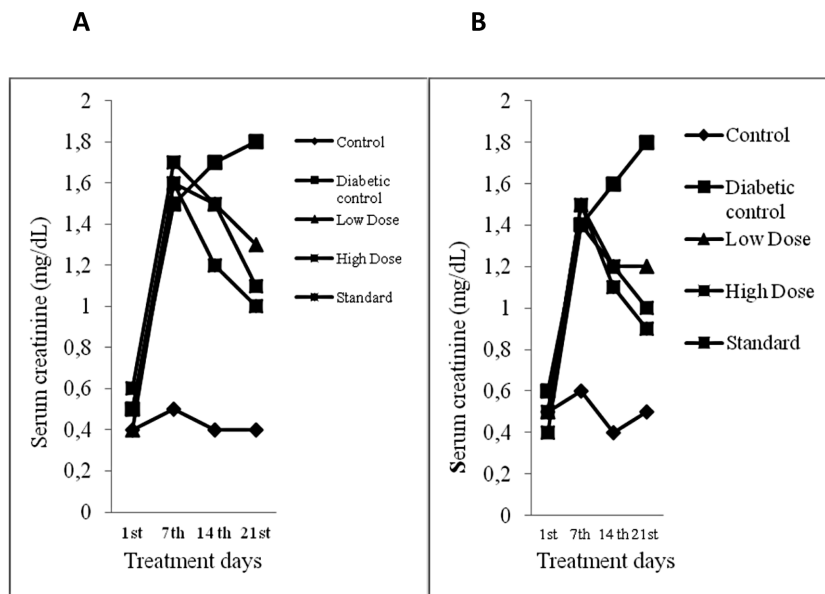 A
2
1,8
1,6
1,4
1,2
1
0,8
0,6
0,4
0,2
0
Serum creatinine (mg/dL)
1st 7th 14 th 21st
Treatment days
Control
Diabetic
control
Low Dose
High Dose
Standard
B
2
1,8
1,6
1,4
1,2
1
0,8
0,6
0,4
0,2
0
Serum creatinine (mg/dL)
1st 7th 14 th 21st
Treatment days
Control
Diabetic
control
Low Dose
High Dose
Standard